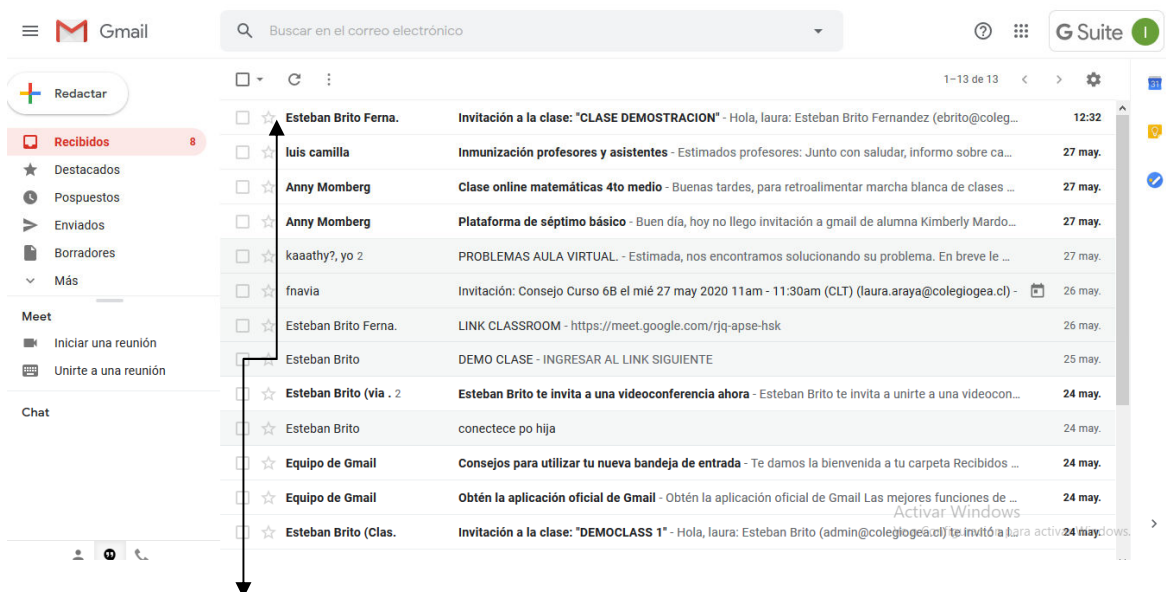 Gmail
Buscar en el correo electrónico
G Suite
I
Redactar
1–13 de 13
31
Recibidos 8
Destacados
Pospuestos
Enviados
Borradores
Más
Meet
Iniciar una reunión
Unirte a una reunión
Chat
Esteban Brito Ferna. Invitación a la clase: "CLASE DEMOSTRACION" - Hola, laura: Esteban Brito Fernandez (ebrito@coleg... 12:32
luis camilla Inmunización profesores y asistentes - Estimados profesores: Junto con saludar, informo sobre ca... 27 may.
Anny Momberg Clase online matemáticas 4to medio - Buenas tardes, para retroalimentar marcha blanca de clases ... 27 may.
Anny Momberg Plataforma de séptimo básico - Buen día, hoy no llego invitación a gmail de alumna Kimberly Mardo... 27 may.
kaaathy?, yo 2 PROBLEMAS AULA VIRTUAL. - Estimada, nos encontramos solucionando su problema. En breve le ... 27 may.
fnavia Invitación: Consejo Curso 6B el mié 27 may 2020 11am - 11:30am (CLT) (laura.araya@colegiogea.cl) - 26 may.
Esteban Brito Ferna. LINK CLASSROOM - https://meet.google.com/rjq-apse-hsk 26 may.
Esteban Brito DEMO CLASE - INGRESAR AL LINK SIGUIENTE 25 may.
Esteban Brito (via . 2 Esteban Brito te invita a una videoconferencia ahora - Esteban Brito te invita a unirte a una videocon... 24 may.
Esteban Brito conectece po hija 24 may.
Equipo de Gmail Consejos para utilizar tu nueva bandeja de entrada - Te damos la bienvenida a tu carpeta Recibidos ... 24 may.
Equipo de Gmail Obtén la aplicación oficial de Gmail - Obtén la aplicación oficial de Gmail Las mejores funciones de ... 24 may.
Activar Windows
Esteban Brito (Clas. Invitación a la clase: "DEMOCLASS 1" - Hola, laura: Esteban Brito (admin@colegiogea.cl) te invitó a l... 24 may.